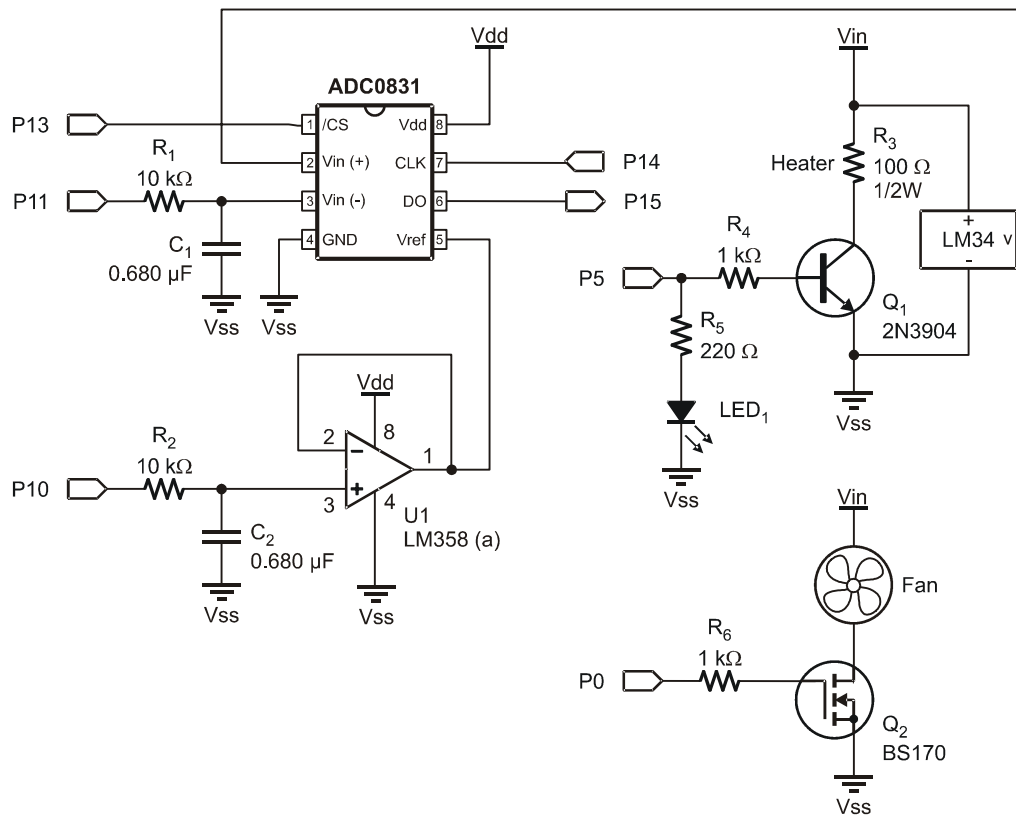 Vdd
Vin
ADC0831
P13
1
/CS
Vdd
8
R1
10 kΩ
2
Vin (+)
CLK
7
P14
P11
3
Vin (-)
DO
6
P15
C1
0.680 µF
4
GND
Vref
5
Vss
Vss
Heater
R3
100 Ω
1/2W
+
LM34
v
-
R4
1 kΩ
P5
Q1
2N3904
R5
220 Ω
LED1
Vss
Vss
Vdd
2
-
8
1
R2
10 kΩ
P10
3
+
4
U1
LM358 (a)
C2
0.680 µF
Vss
Vss
Vin
Fan
R6
1 kΩ
P0
Q2
BS170
Vss